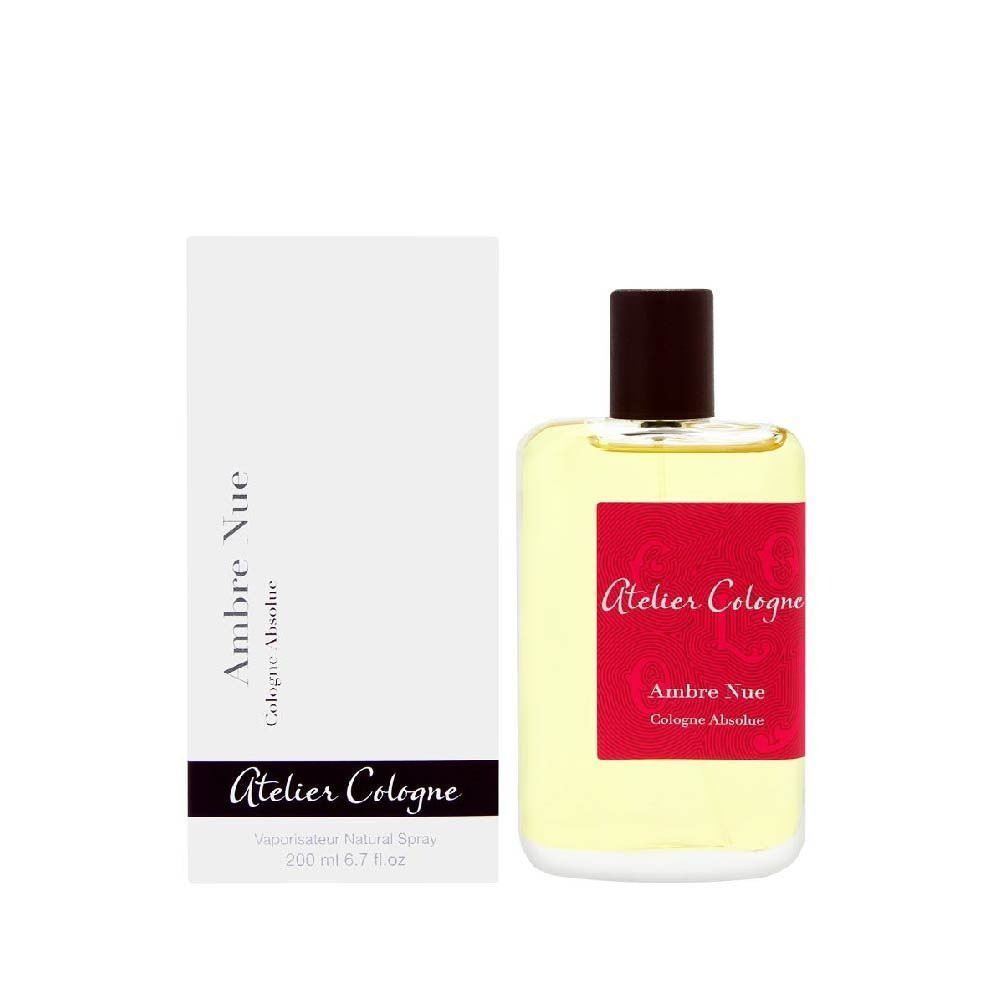 Ambre Nue
Cologne Absolue
Atelier Cologne
Vaporisateur Natural Spray
200 ml 6.7 fl.oz
Atelier Cologne
Ambre Nue
Cologne Absolue